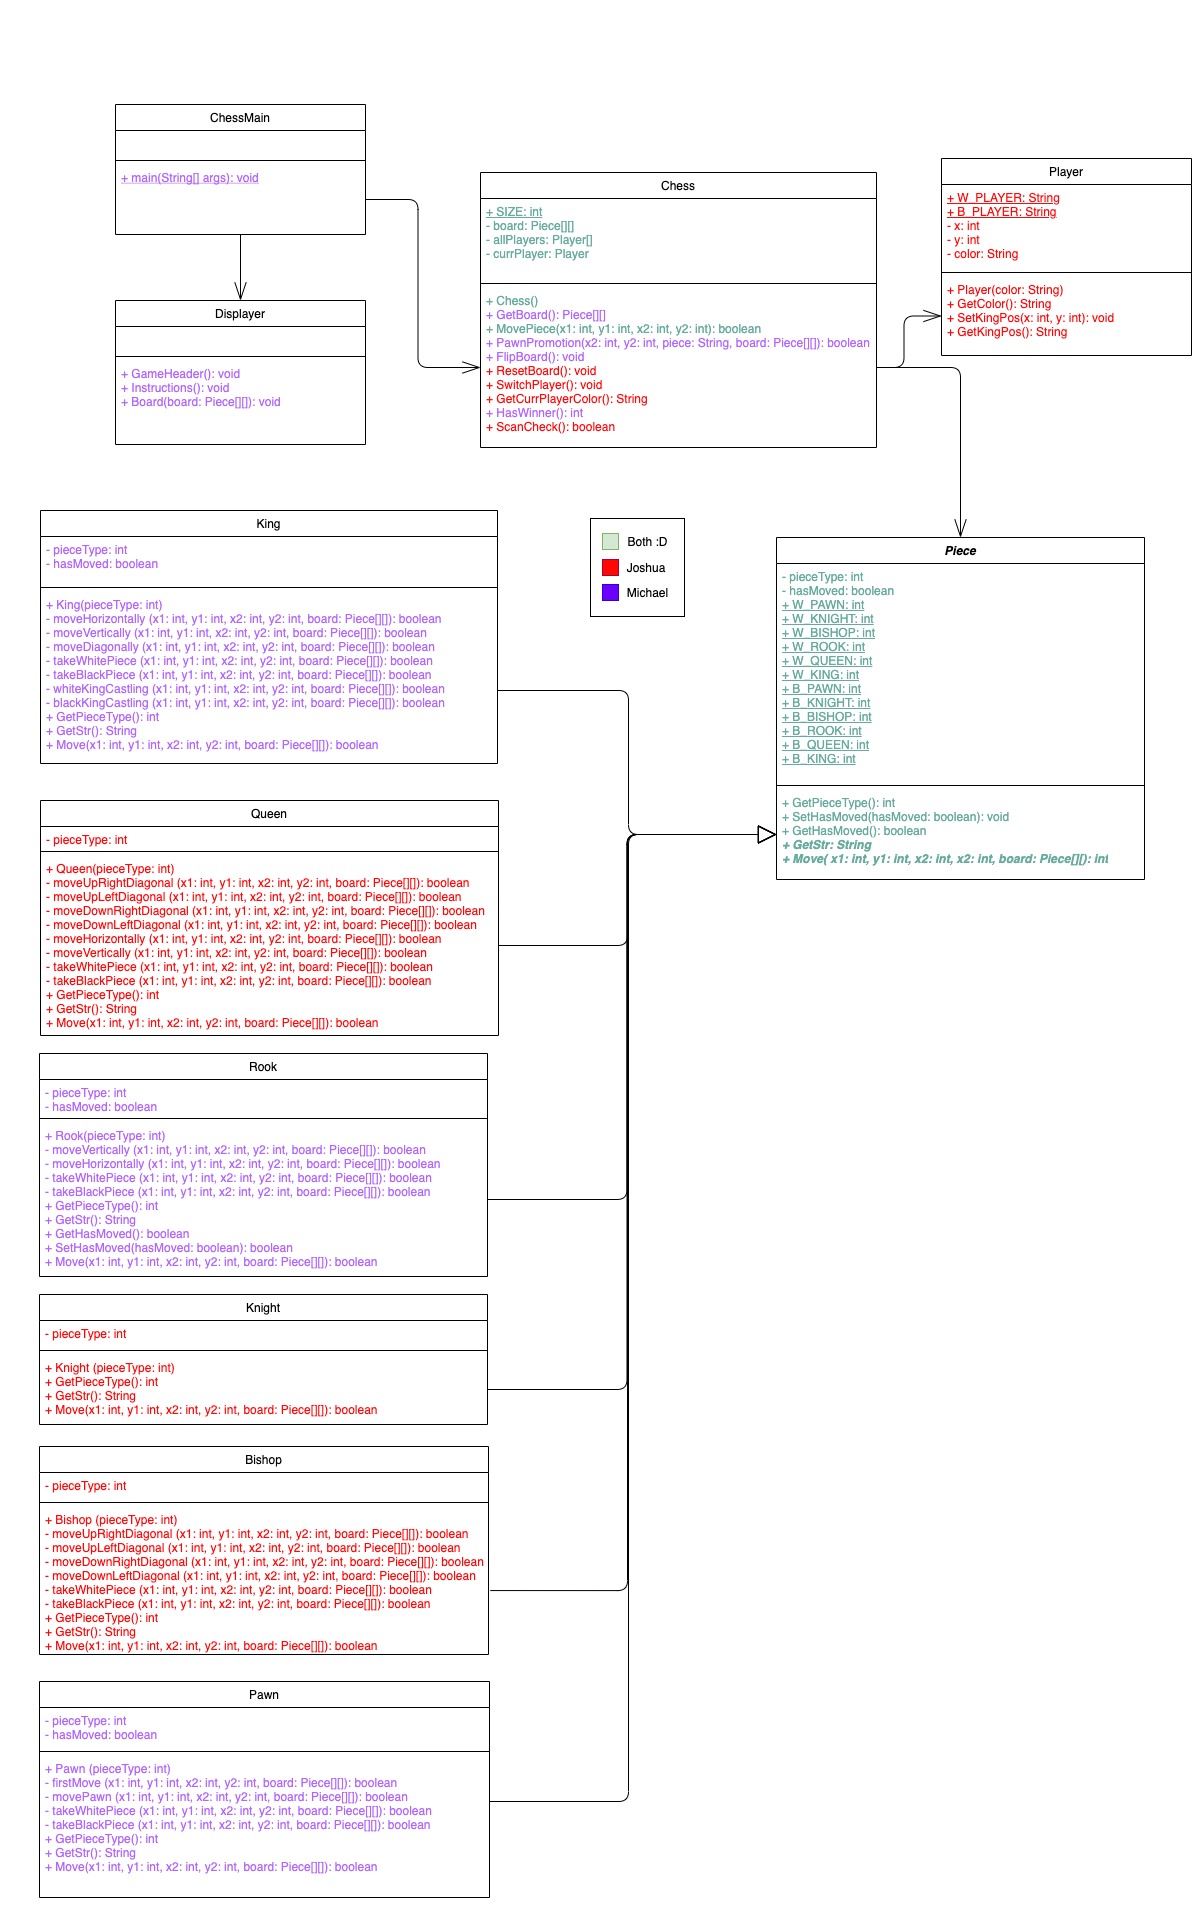 ChessMain
+ main(String[] args): void
Displayer
+ GameHeader(): void
+ Instructions(): void
+ Board(board: Piece[][]): void
Chess
+ SIZE: int
- board: Piece[][]
- allPlayers: Player[]
- currPlayer: Player
+ Chess()
+ GetBoard(): Piece[][]
+ MovePiece(x1: int, y1: int, x2: int, y2: int): boolean
+ PawnPromotion(x2: int, y2: int, piece: String, board: Piece[][]): boolean
+ FlipBoard(): void
+ ResetBoard(): void
+ SwitchPlayer(): void
+ GetCurrPlayerColor(): String
+ HasWinner(): int
+ ScanCheck(): boolean
Player
+ W_PLAYER: String
+ B_PLAYER: String
- x: int
- y: int
- color: String
+ Player(color: String)
+ GetColor(): String
+ SetKingPos(x: int, y: int): void
+ GetKingPos(): String
King
- pieceType: int
- hasMoved: boolean
+ King(pieceType: int)
- moveHorizontally (x1: int, y1: int, x2: int, y2: int, board: Piece[][]): boolean
- moveVertically (x1: int, y1: int, x2: int, y2: int, board: Piece[][]): boolean
- moveDiagonally (x1: int, y1: int, x2: int, y2: int, board: Piece[][]): boolean
- takeWhitePiece (x1: int, y1: int, x2: int, y2: int, board: Piece[][]): boolean
- takeBlackPiece (x1: int, y1: int, x2: int, y2: int, board: Piece[][]): boolean
- whiteKingCastling (x1: int, y1: int, x2: int, y2: int, board: Piece[][]): boolean
- blackKingCastling (x1: int, y1: int, x2: int, y2: int, board: Piece[][]): boolean
+ GetPieceType(): int
+ GetStr(): String
+ Move(x1: int, y1: int, x2: int, y2: int, board: Piece[][]): boolean
Both :D
Joshua
Michael
Piece
- pieceType: int
- hasMoved: boolean
+ W_PAWN: int
+ W_KNIGHT: int
+ W_BISHOP: int
+ W_ROOK: int
+ W_QUEEN: int
+ W_KING: int
+ B_PAWN: int
+ B_KNIGHT: int
+ B_BISHOP: int
+ B_ROOK: int
+ B_QUEEN: int
+ B_KING: int
+ GetPieceType(): int
+ SetHasMoved(hasMoved: boolean): void
+ GetHasMoved(): boolean
+ GetStr: String
+ Move( x1: int, y1: int, x2: int, x2: int, board: Piece[][]): int
Queen
- pieceType: int
+ Queen(pieceType: int)
- moveUpRightDiagonal (x1: int, y1: int, x2: int, y2: int, board: Piece[][]): boolean
- moveUpLeftDiagonal (x1: int, y1: int, x2: int, y2: int, board: Piece[][]): boolean
- moveDownRightDiagonal (x1: int, y1: int, x2: int, y2: int, board: Piece[][]): boolean
- moveDownLeftDiagonal (x1: int, y1: int, x2: int, y2: int, board: Piece[][]): boolean
- moveHorizontally (x1: int, y1: int, x2: int, y2: int, board: Piece[][]): boolean
- moveVertically (x1: int, y1: int, x2: int, y2: int, board: Piece[][]): boolean
- takeWhitePiece (x1: int, y1: int, x2: int, y2: int, board: Piece[][]): boolean
- takeBlackPiece (x1: int, y1: int, x2: int, y2: int, board: Piece[][]): boolean
+ GetPieceType(): int
+ GetStr(): String
+ Move(x1: int, y1: int, x2: int, y2: int, board: Piece[][]): boolean
Rook
- pieceType: int
- hasMoved: boolean
+ Rook(pieceType: int)
- moveVertically (x1: int, y1: int, x2: int, y2: int, board: Piece[][]): boolean
- moveHorizontally (x1: int, y1: int, x2: int, y2: int, board: Piece[][]): boolean
- takeWhitePiece (x1: int, y1: int, x2: int, y2: int, board: Piece[][]): boolean
- takeBlackPiece (x1: int, y1: int, x2: int, y2: int, board: Piece[][]): boolean
+ GetPieceType(): int
+ GetStr(): String
+ GetHasMoved(): boolean
+ SetHasMoved(hasMoved: boolean): boolean
+ Move(x1: int, y1: int, x2: int, y2: int, board: Piece[][]): boolean
Knight
- pieceType: int
+ Knight (pieceType: int)
+ GetPieceType(): int
+ GetStr(): String
+ Move(x1: int, y1: int, x2: int, y2: int, board: Piece[][]): boolean
Bishop
- pieceType: int
+ Bishop (pieceType: int)
- moveUpRightDiagonal (x1: int, y1: int, x2: int, y2: int, board: Piece[][]): boolean
- moveUpLeftDiagonal (x1: int, y1: int, x2: int, y2: int, board: Piece[][]): boolean
- moveDownRightDiagonal (x1: int, y1: int, x2: int, y2: int, board: Piece[][]): boolean
- moveDownLeftDiagonal (x1: int, y1: int, x2: int, y2: int, board: Piece[][]): boolean
- takeWhitePiece (x1: int, y1: int, x2: int, y2: int, board: Piece[][]): boolean
- takeBlackPiece (x1: int, y1: int, x2: int, y2: int, board: Piece[][]): boolean
+ GetPieceType(): int
+ GetStr(): String
+ Move(x1: int, y1: int, x2: int, y2: int, board: Piece[][]): boolean
Pawn
- pieceType: int
- hasMoved: boolean
+ Pawn (pieceType: int)
- firstMove (x1: int, y1: int, x2: int, y2: int, board: Piece[][]): boolean
- movePawn (x1: int, y1: int, x2: int, y2: int, board: Piece[][]): boolean
- takeWhitePiece (x1: int, y1: int, x2: int, y2: int, board: Piece[][]): boolean
- takeBlackPiece (x1: int, y1: int, x2: int, y2: int, board: Piece[][]): boolean
+ GetPieceType(): int
+ GetStr(): String
+ Move(x1: int, y1: int, x2: int, y2: int, board: Piece[][]): boolean